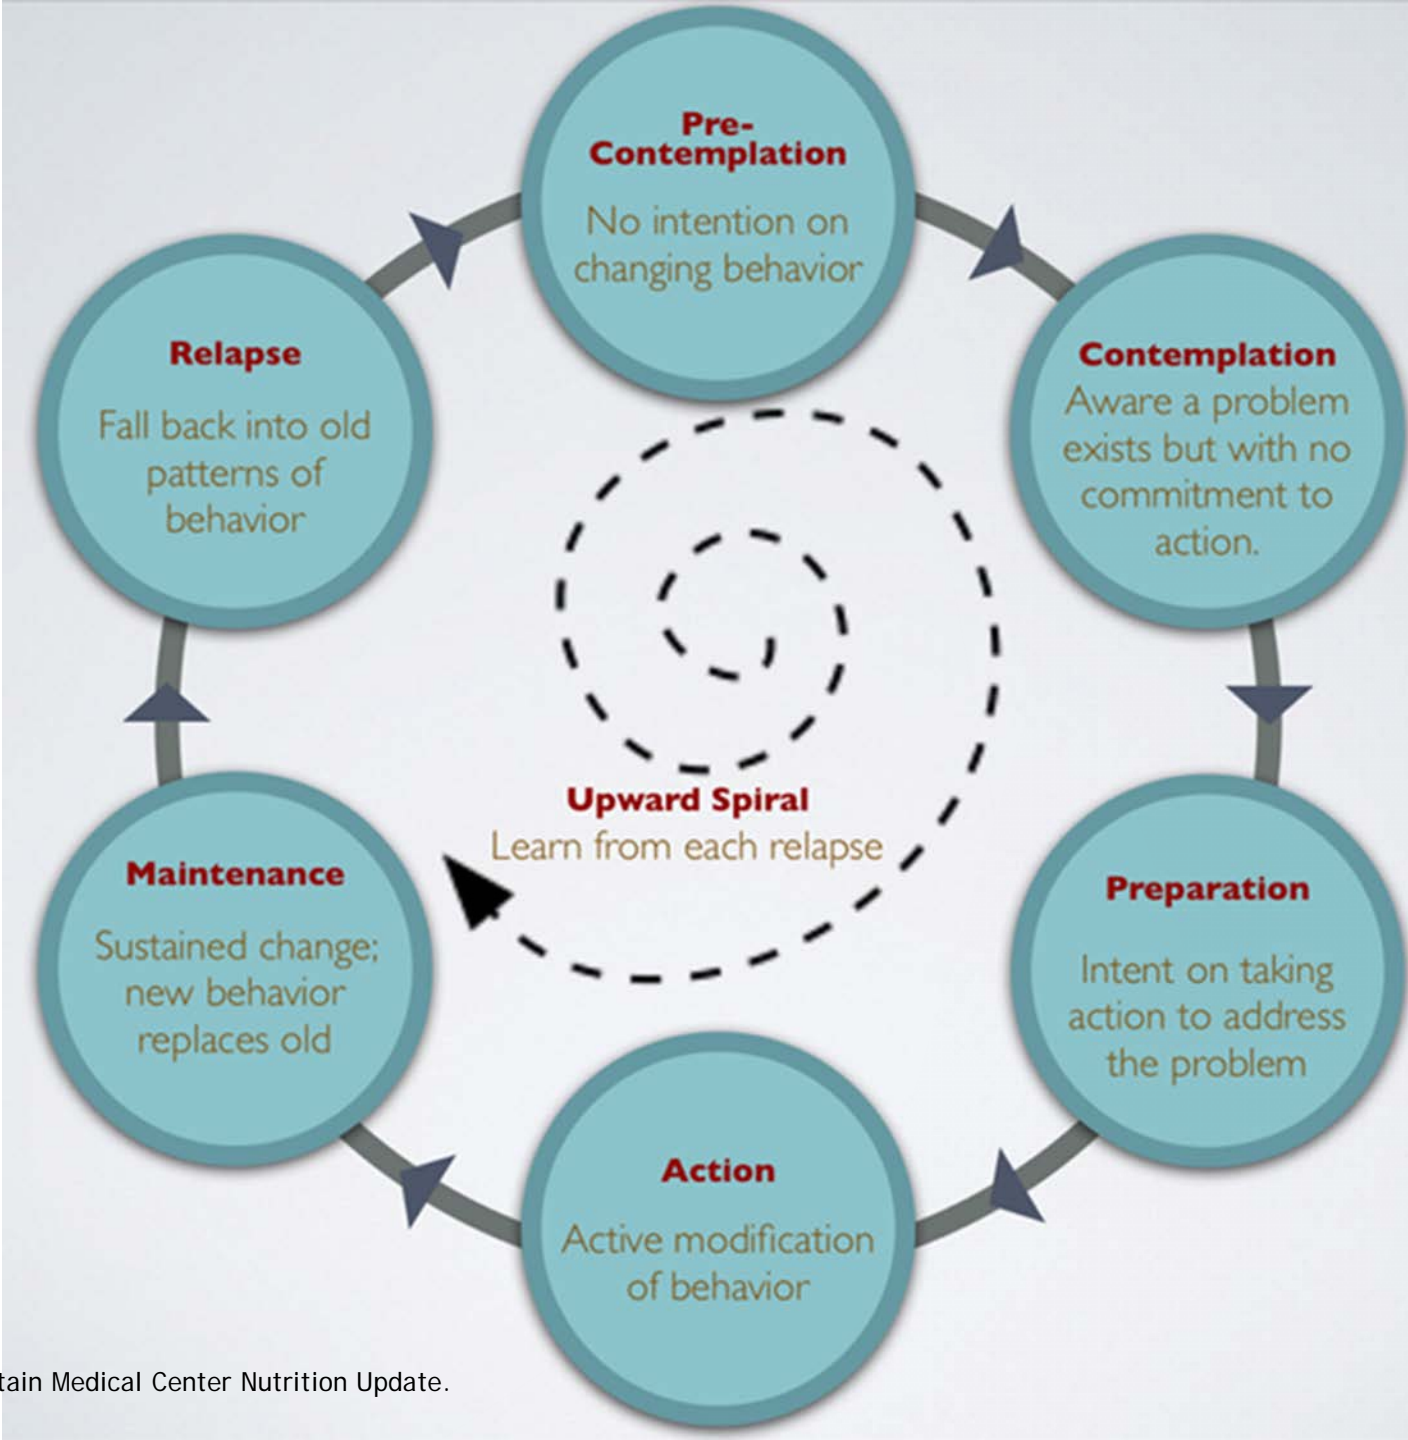 Pre-
Contemplation
No intention on
changing behavior
Contemplation
Aware a problem
exists but with no
commitment to
action.
Preparation
Intent on taking
action to address
the problem
Action
Active modification
of behavior
Maintenance
Sustained change;
new behavior
replaces old
Relapse
Fall back into old
patterns of
behavior
Upward Spiral
Learn from each relapse
Medical Center Nutrition Update.